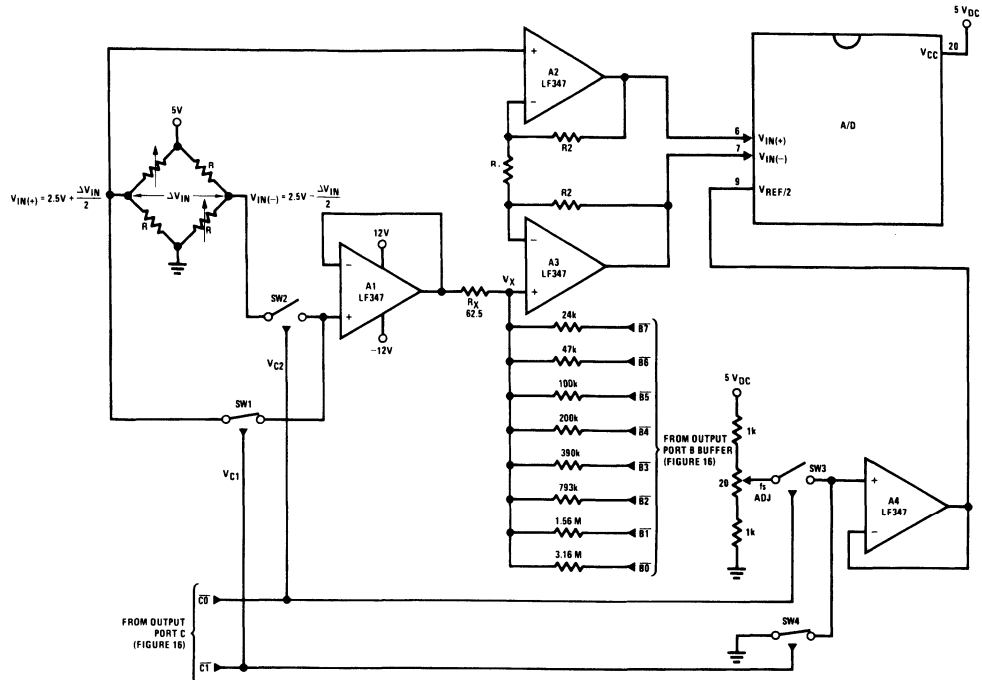 5 V DC
20
VCC
A/D
+
A2
LF347
−
R2
R.
R2
−
A3
LF347
+
6
VIN(+)
7
VIN(−)
9
VREF/2
5V
R
R
R
ΔVIN
VIN(+) = 2.5V + ΔVIN/2
VIN(−) = 2.5V − ΔVIN/2
12V
−
A1
LF347
+
−12V
RX
62.5
VX
SW2
VC2
SW1
VC1
24k
B7
47k
B6
100k
B5
200k
B4
390k
B3
793k
B2
1.56 M
B1
3.16 M
B0
FROM OUTPUT
PORT B BUFFER
(FIGURE 16)
5 VDC
1k
20
fs
ADJ
1k
SW3
+
A4
LF347
−
SW4
FROM OUTPUT
PORT C
(FIGURE 16)
C0
C1